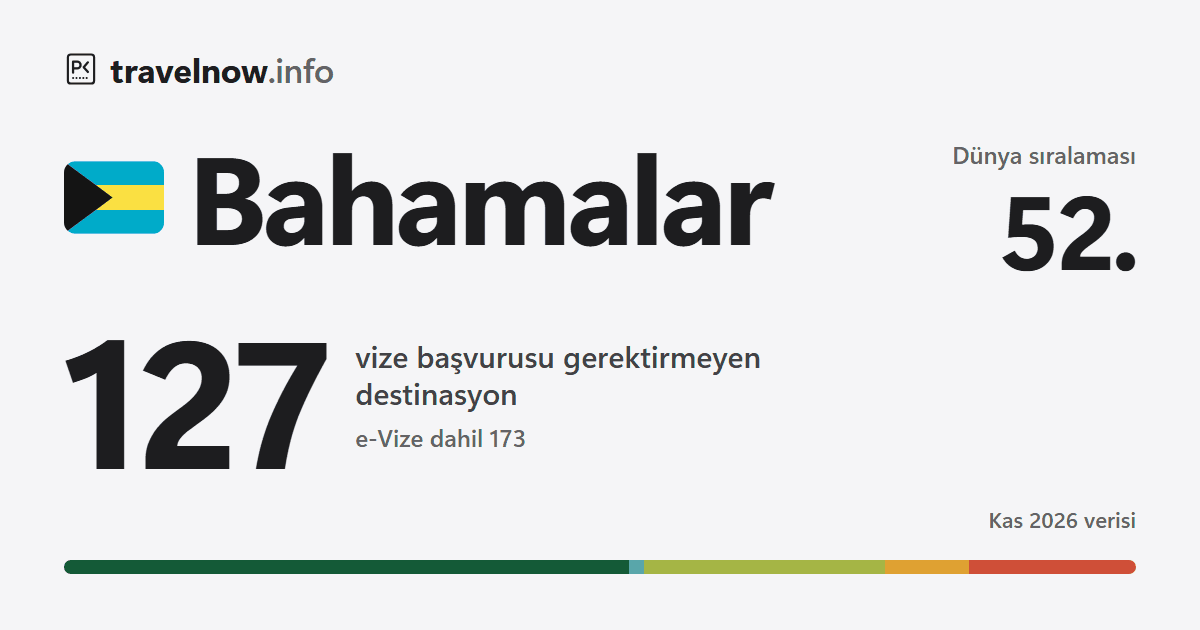 travelnow.info
Bahamalar
Dünya sıralaması
52.
127
vize başvurusu gerektirmeyen
destinasyon
e-Vize dahil 173
Kas 2026 verisi